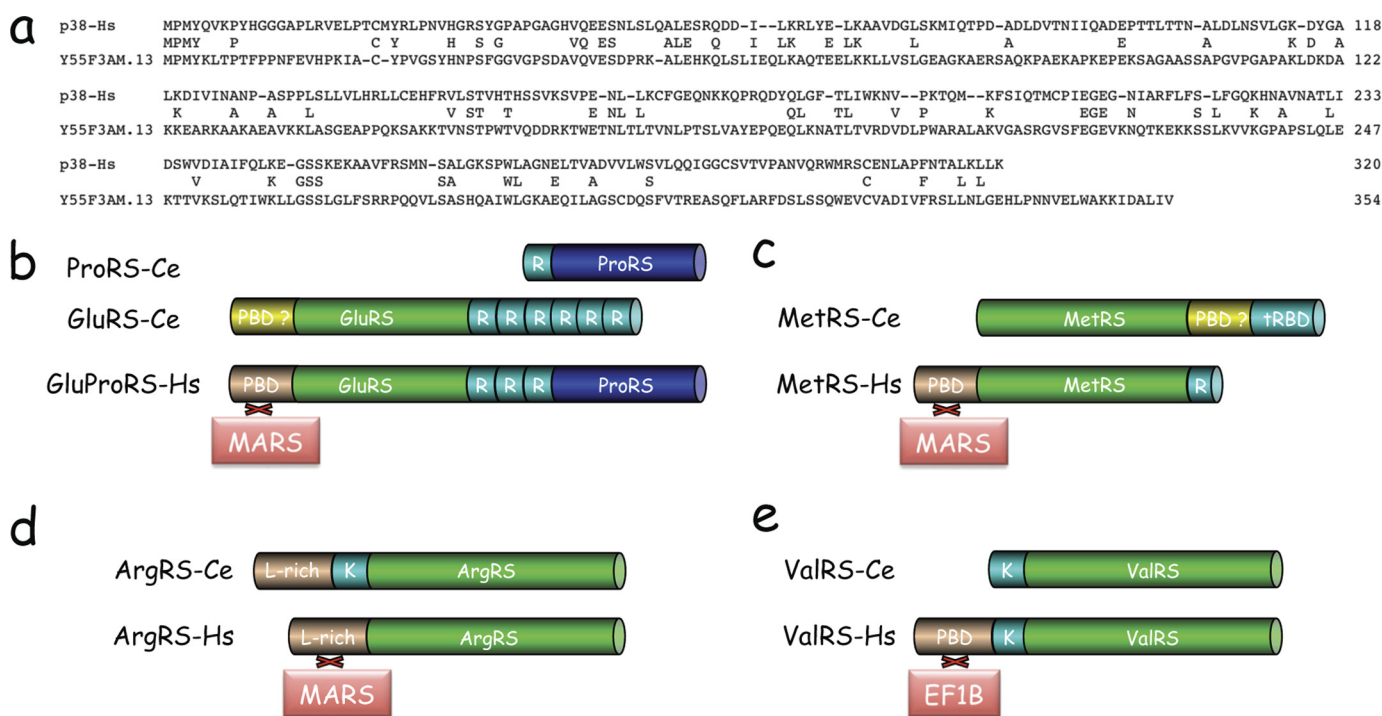 a
p38-Hs MPMYQVKPYHGGGAPLRVELPTCMYRLPNVHGRSYGPAPGAGHVQEESNLSLQALESRQDD-I--LKRLYE-LKAAVDGLSKMIQTPD-ADLDVTNIIQADEPTTLTTN-ALDLNSVLGK-DYGA 118
MPMY P C Y H S G VQ ES ALE Q I LK E LK L A E A K D A
Y55F3AM.13 MPMYKLTPTFPPNFEVHPKIA-C-YPVGSYHNPSFGGVGPSDAVQVESDPRK-ALEHKQLSLIEQLKAQTEELKKLLVSLGEAGKAERSAQKPAEKAPKEPEKSAGAASSAPGVPGAPAKLDKDA 122
p38-Hs LKDIVINANP-ASPPLSLLVLHRLLCEHFRVLSTVHTHSSVKSVPE-NL-LKCFGEQNKKQPRQDYQLGF-TLIWKNV--PKTQM--KFSIQTMCPIEGEG-NIARFLFS-LFGQKHNAVNATLI 233
K A A L V ST T E NL L QL TL V P K EGE N S L K A L
Y55F3AM.13 KKEARKAAKAEAVKKLASGEAPPQKSAKKTVNSTPWTVQDDRKTWETNLTLTVNLPTSLVAYEPQEQLKNATLTVRDVDLPWARALAKVGASRGVSFEGEVKNQTKEKKSSLKVVKGPAPSLQLE 247
p38-Hs DSWVDIAIFQLKE-GSSKEKAAVFRSMNS-ALGKSPWLAGNELTVADVVLWSVLQQIGGCSVTVPANVQRWMRSCENLAPFNTALKLLK 320
V K GSS SA WL E A S C F L L
Y55F3AM.13 KTTVKSLQTIWKLLGSSLGLFSRRPQQVLSASHQAIWLGKAEQILAGSCDQSFVTREASQFLARFDSLSSQWEVCVADIVFRSLLNLGEHLPNNVELWAKKIDALIV 354
b
ProRS-Ce R ProRS
GluRS-Ce PBD ? GluRS R R R R R R
GluProRS-Hs PBD GluRS R R R ProRS
MARS
c
MetRS-Ce MetRS PBD ? tRBD
MetRS-Hs PBD MetRS R
MARS
d
ArgRS-Ce L-rich K ArgRS
ArgRS-Hs L-rich ArgRS
MARS
e
ValRS-Ce K ValRS
ValRS-Hs PBD K ValRS
EF1B